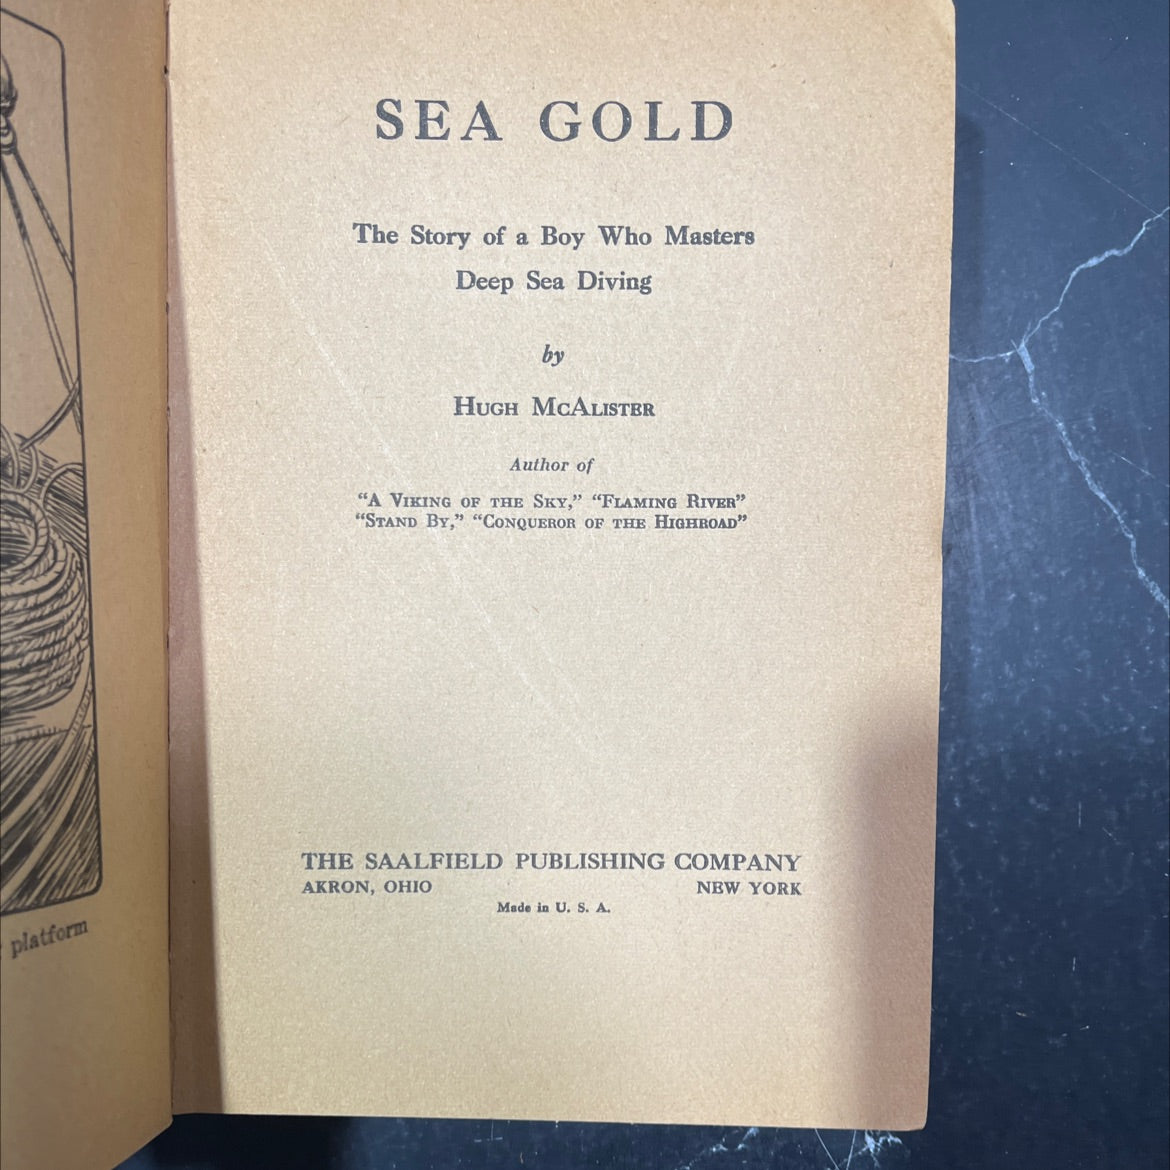 SEA GOLD
The Story of a Boy Who Masters
Deep Sea Diving
by
HUGH MCALISTER
Author of
“A VIKING OF THE SKY,” “FLAMING RIVER”
“STAND BY,” “CONQUEROR OF THE HIGHROAD”
THE SAALFIELD PUBLISHING COMPANY
AKRON, OHIO NEW YORK
Made in U. S. A.
platform